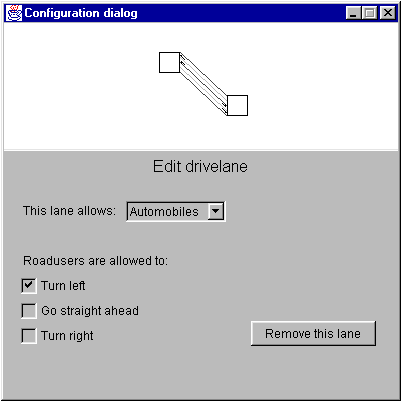 Configuration dialog
Edit drivelane
This lane allows: Automobiles
Roadusers are allowed to:
Turn left
Go straight ahead
Turn right
Remove this lane